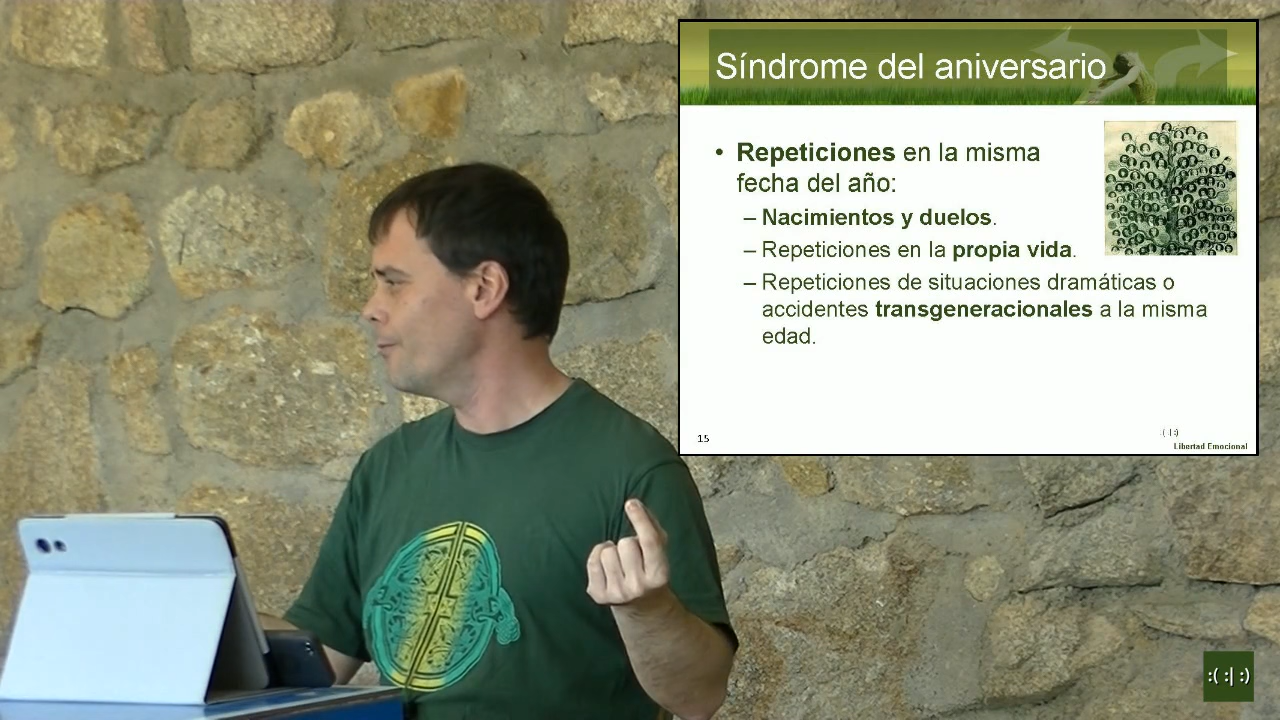 Síndrome del aniversario
• Repeticiones en la misma
fecha del año:
– Nacimientos y duelos.
– Repeticiones en la propia vida.
– Repeticiones de situaciones dramáticas o
accidentes transgeneracionales a la misma
edad.
15
:( :| :)
Libertad Emocional
:( :| :)